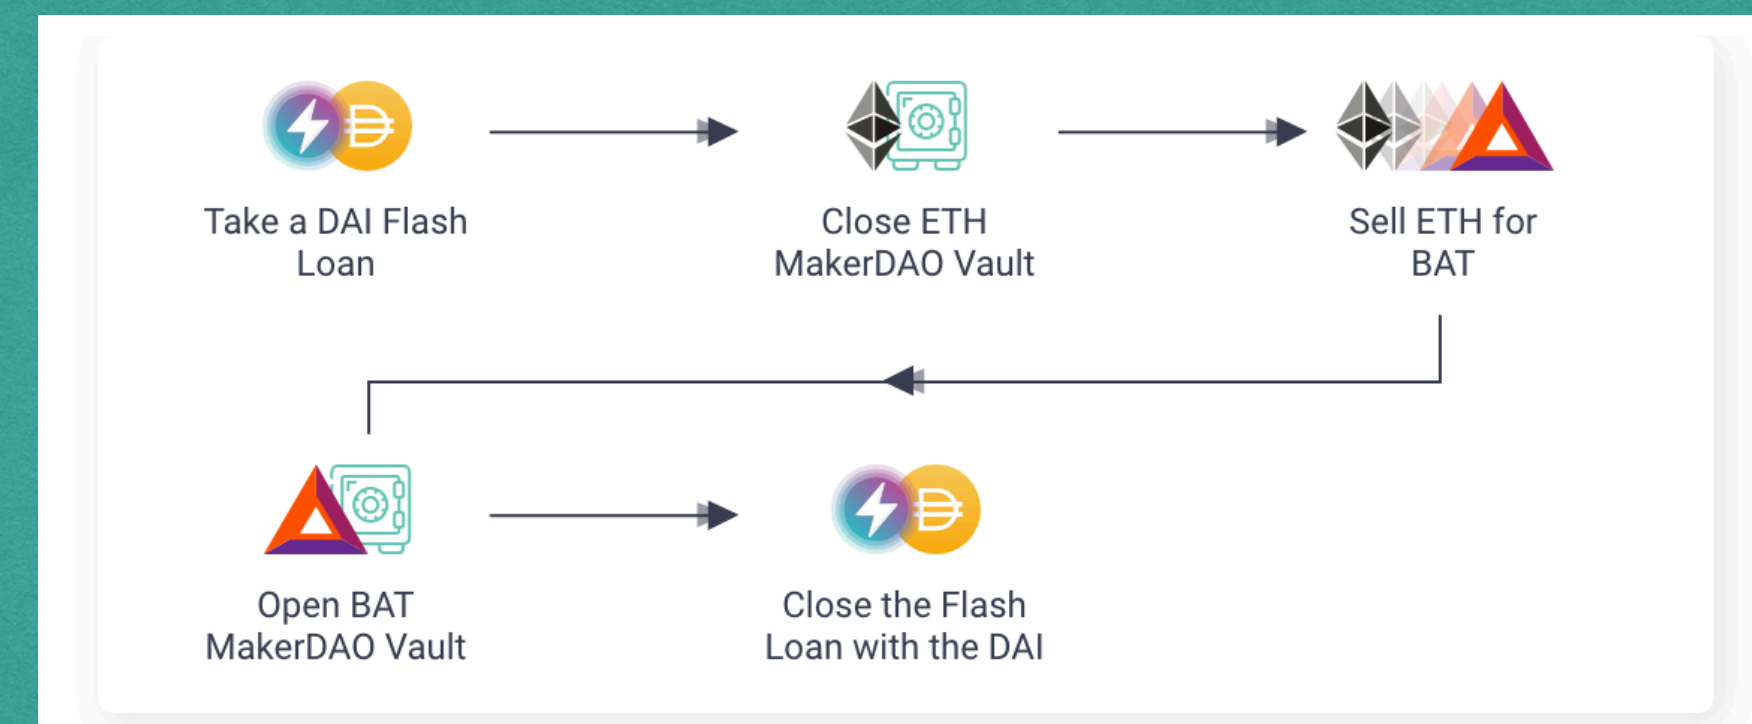 Take a DAI Flash
Loan
Close ETH
MakerDAO Vault
Sell ETH for
BAT
Open BAT
MakerDAO Vault
Close the Flash
Loan with the DAI